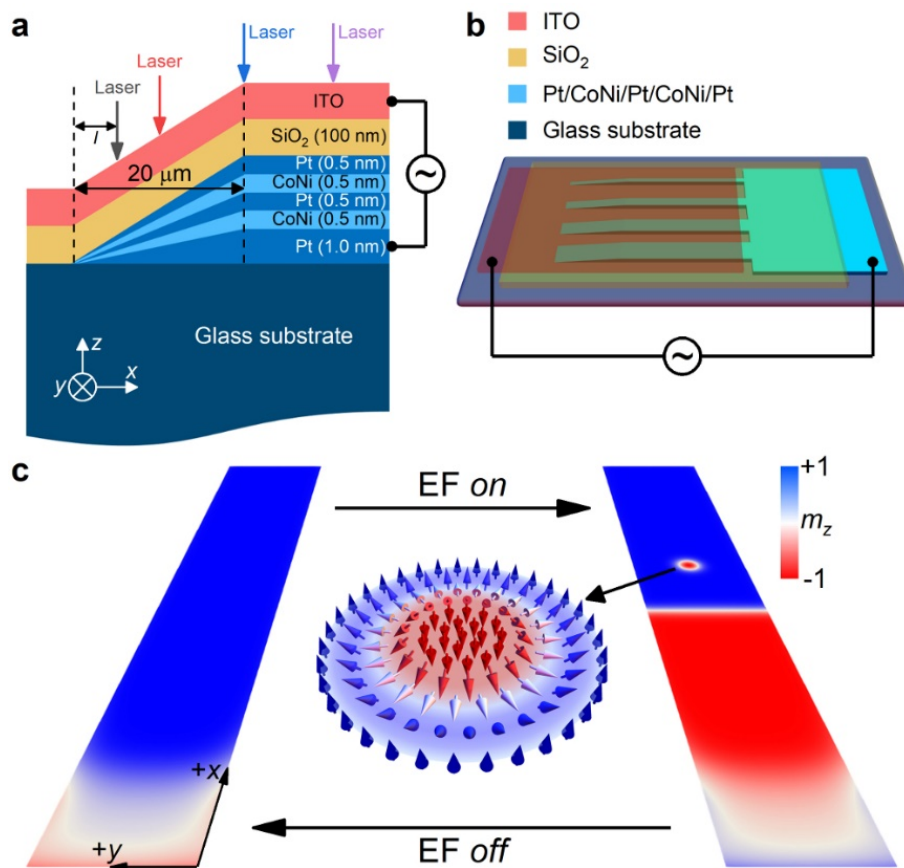 a
Laser
Laser
Laser
Laser
l
20 μm
ITO
SiO₂ (100 nm)
Pt (0.5 nm)
CoNi (0.5 nm)
Pt (0.5 nm)
CoNi (0.5 nm)
Pt (1.0 nm)
~
Glass substrate
z
y
x
b
ITO
SiO₂
Pt/CoNi/Pt/CoNi/Pt
Glass substrate
~
c
EF on
+1
m_z
-1
+x
+y
EF off